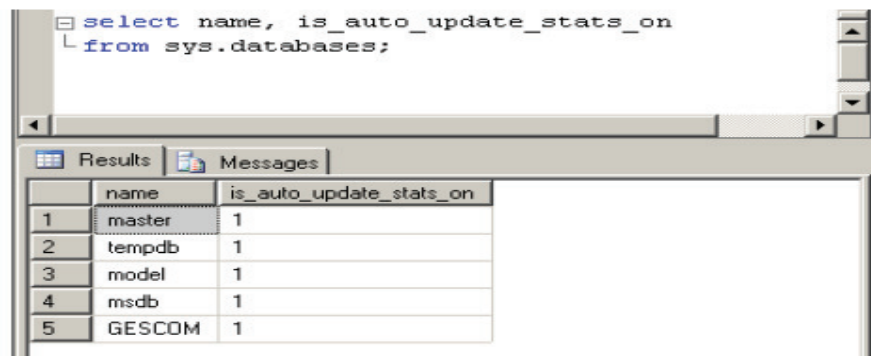 select name, is_auto_update_stats_on
from sys.databases;
Results Messages
name is_auto_update_stats_on
1 master 1
2 tempdb 1
3 model 1
4 msdb 1
5 GESCOM 1